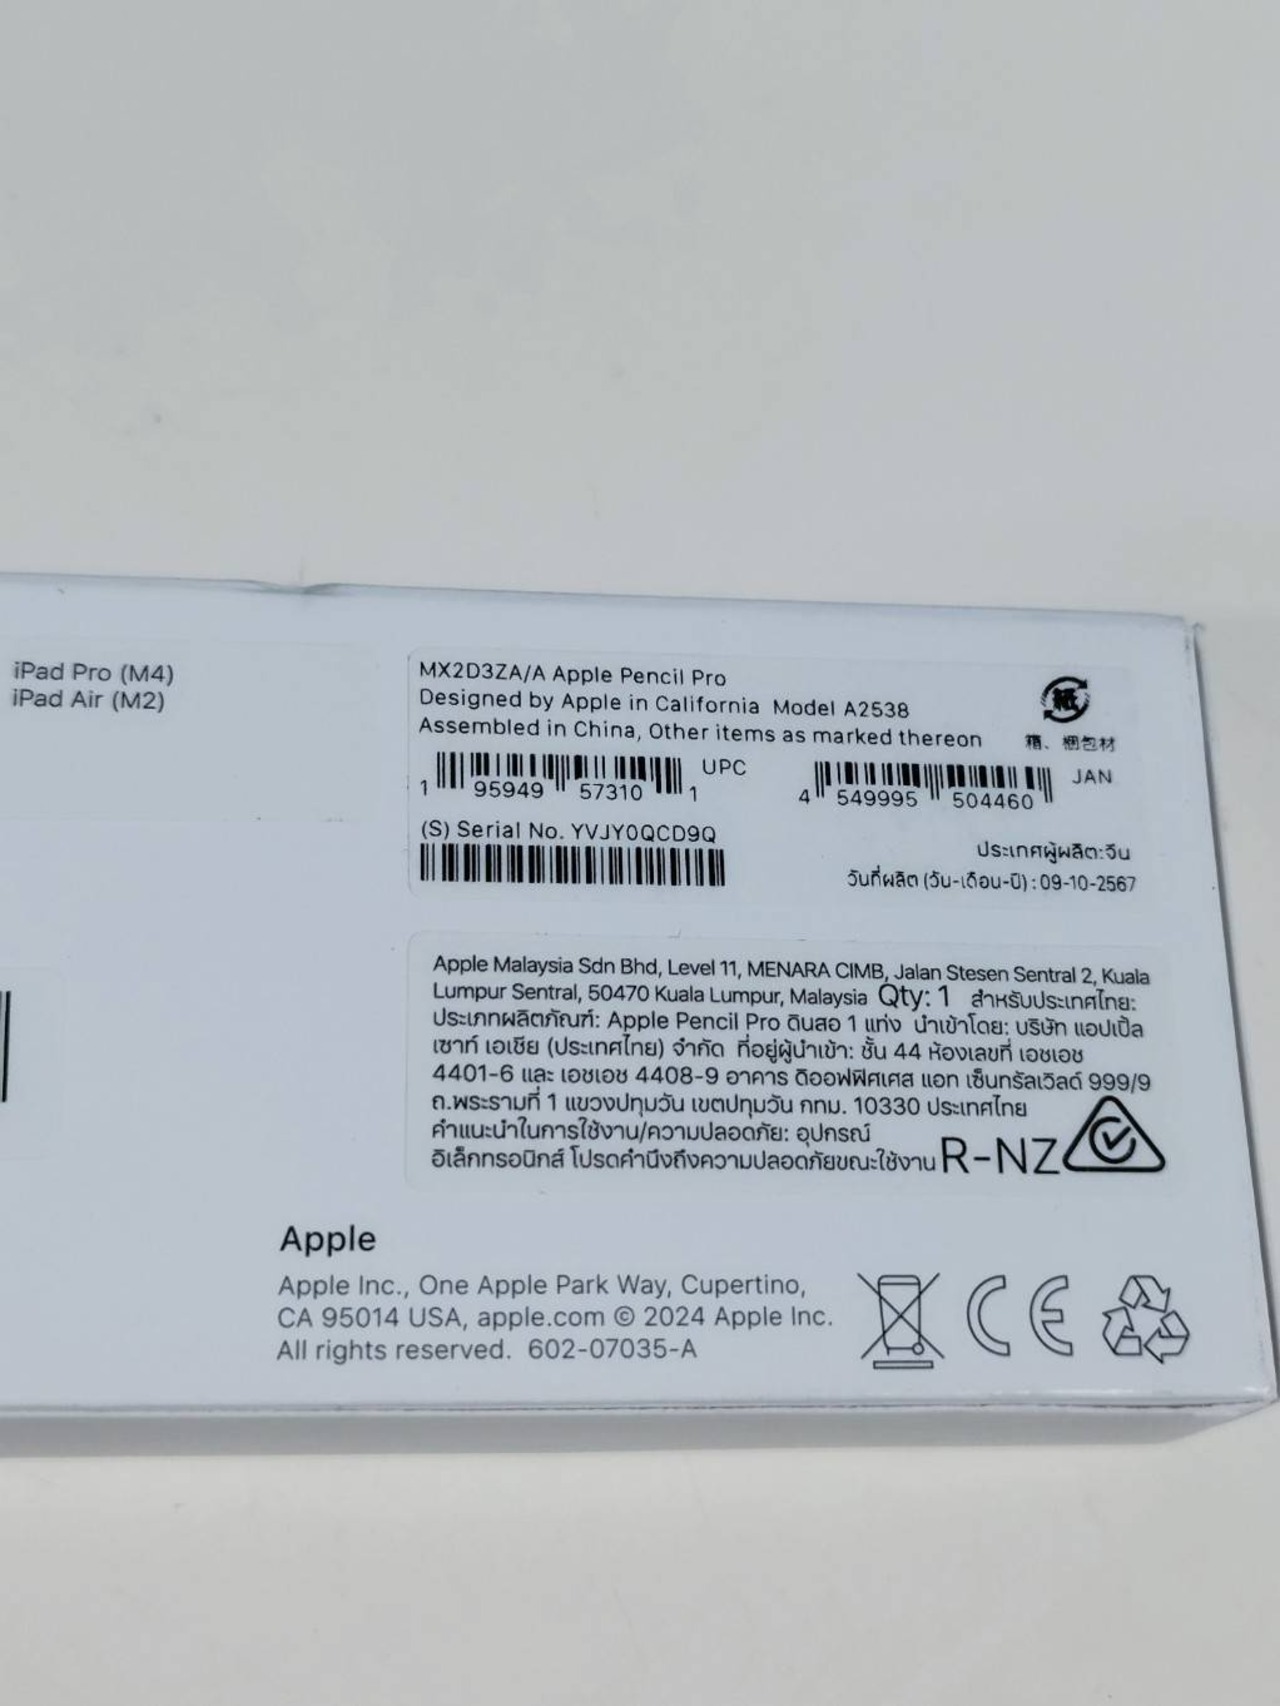 iPad Pro (M4)
iPad Air (M2)
MX2D3ZA/A Apple Pencil Pro
Designed by Apple in California Model A2538
Assembled in China, Other items as marked thereon
紙
箱、梱包材
1 95949 57310 1 UPC
4 549995 504460 JAN
(S) Serial No. YVJY0QCD9Q
ประเทศผู้ผลิต:จีน
วันที่ผลิต (วัน-เดือน-ปี) : 09-10-2567
Apple Malaysia Sdn Bhd, Level 11, MENARA CIMB, Jalan Stesen Sentral 2, Kuala
Lumpur Sentral, 50470 Kuala Lumpur, Malaysia Qty: 1 สำหรับประเทศไทย:
ประเภทผลิตภัณฑ์: Apple Pencil Pro ดินสอ 1 แท่ง นำเข้าโดย: บริษัท แอปเปิ้ล
เซาท์ เอเชีย (ประเทศไทย) จำกัด ที่อยู่ผู้นำเข้า: ชั้น 44 ห้องเลขที่ เอชเอช
4401-6 และ เอชเอช 4408-9 อาคาร ดิออฟฟิศเศส แอท เซ็นทรัลเวิลด์ 999/9
ถ.พระรามที่ 1 แขวงปทุมวัน เขตปทุมวัน กทม. 10330 ประเทศไทย
คำแนะนำในการใช้งาน/ความปลอดภัย: อุปกรณ์
อิเล็กทรอนิกส์ โปรดคำนึงถึงความปลอดภัยขณะใช้งาน R-NZ
Apple
Apple Inc., One Apple Park Way, Cupertino,
CA 95014 USA, apple.com © 2024 Apple Inc.
All rights reserved. 602-07035-A
CE